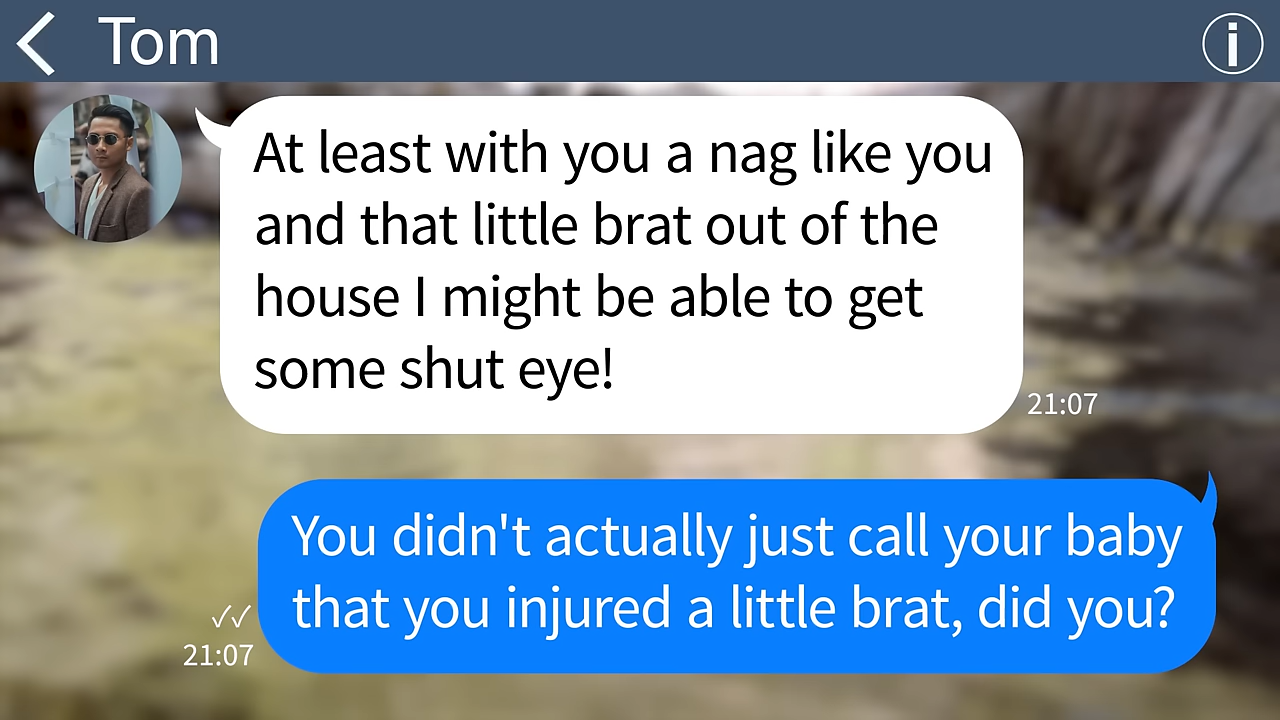 Tom
At least with you a nag like you
and that little brat out of the
house I might be able to get
some shut eye!
21:07
You didn't actually just call your baby
that you injured a little brat, did you?
21:07